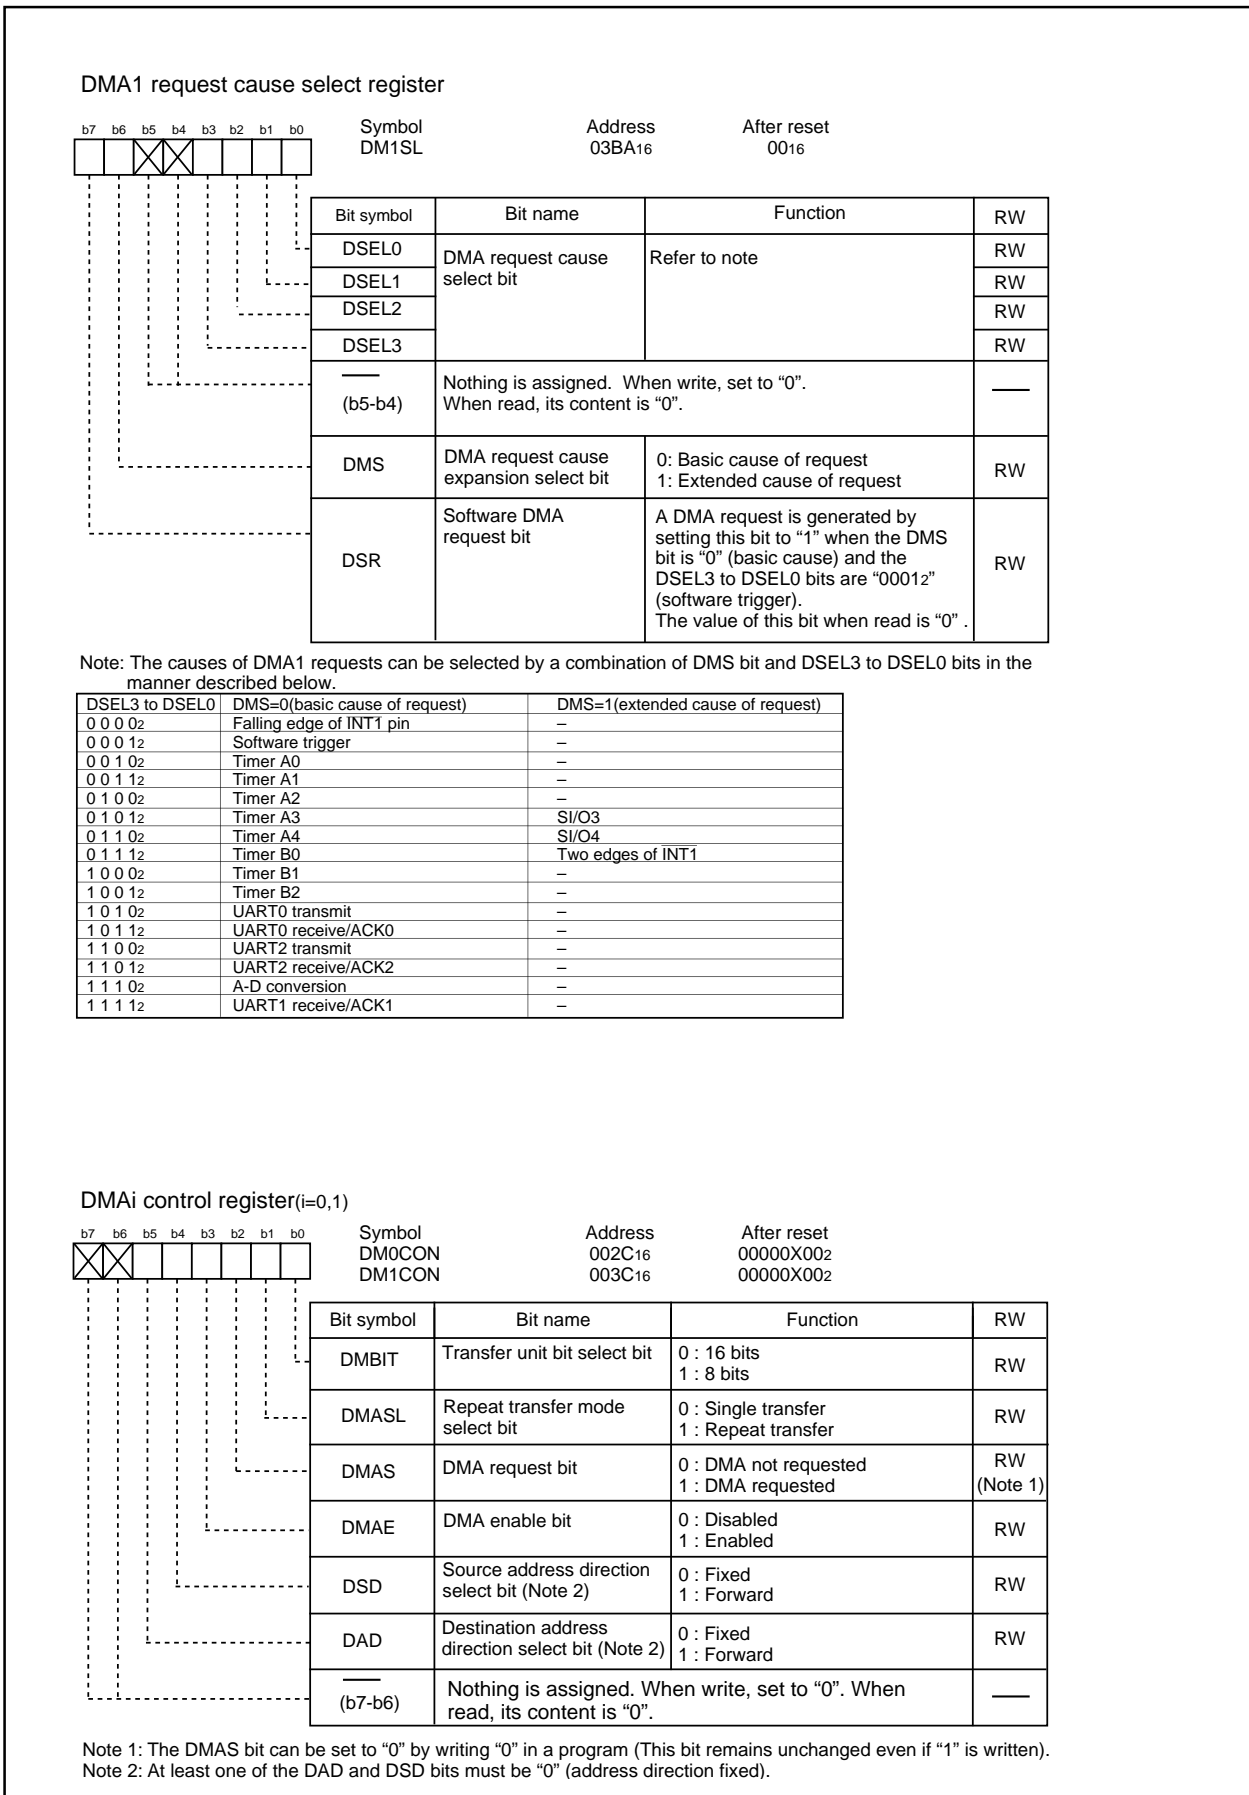 DMA1 request cause select register
b7 b6 b5 b4 b3 b2 b1 b0
Symbol Address After reset
DM1SL 03BA16 0016
Bit symbol Bit name Function RW
DSEL0 DMA request cause select bit Refer to note RW
DSEL1 RW
DSEL2 RW
DSEL3 RW
(b5-b4) Nothing is assigned. When write, set to “0”.
When read, its content is “0”.
DMS DMA request cause expansion select bit 0: Basic cause of request
1: Extended cause of request RW
DSR Software DMA request bit A DMA request is generated by
setting this bit to “1” when the DMS
bit is “0” (basic cause) and the
DSEL3 to DSEL0 bits are “00012”
(software trigger).
The value of this bit when read is “0” . RW
Note: The causes of DMA1 requests can be selected by a combination of DMS bit and DSEL3 to DSEL0 bits in the
manner described below.
DSEL3 to DSEL0 DMS=0(basic cause of request) DMS=1(extended cause of request)
0 0 0 02 Falling edge of INT1 pin –
0 0 0 12 Software trigger –
0 0 1 02 Timer A0 –
0 0 1 12 Timer A1 –
0 1 0 02 Timer A2 –
0 1 0 12 Timer A3 SI/O3
0 1 1 02 Timer A4 SI/O4
0 1 1 12 Timer B0 Two edges of INT1
1 0 0 02 Timer B1 –
1 0 0 12 Timer B2 –
1 0 1 02 UART0 transmit –
1 0 1 12 UART0 receive/ACK0 –
1 1 0 02 UART2 transmit –
1 1 0 12 UART2 receive/ACK2 –
1 1 1 02 A-D conversion –
1 1 1 12 UART1 receive/ACK1 –
DMAi control register(i=0,1)
b7 b6 b5 b4 b3 b2 b1 b0
Symbol Address After reset
DM0CON 002C16 00000X002
DM1CON 003C16 00000X002
Bit symbol Bit name Function RW
DMBIT Transfer unit bit select bit 0 : 16 bits
1 : 8 bits RW
DMASL Repeat transfer mode select bit 0 : Single transfer
1 : Repeat transfer RW
DMAS DMA request bit 0 : DMA not requested
1 : DMA requested RW
(Note 1)
DMAE DMA enable bit 0 : Disabled
1 : Enabled RW
DSD Source address direction select bit (Note 2) 0 : Fixed
1 : Forward RW
DAD Destination address direction select bit (Note 2) 0 : Fixed
1 : Forward RW
(b7-b6) Nothing is assigned. When write, set to “0”. When
read, its content is “0”.
Note 1: The DMAS bit can be set to “0” by writing “0” in a program (This bit remains unchanged even if “1” is written).
Note 2: At least one of the DAD and DSD bits must be “0” (address direction fixed).